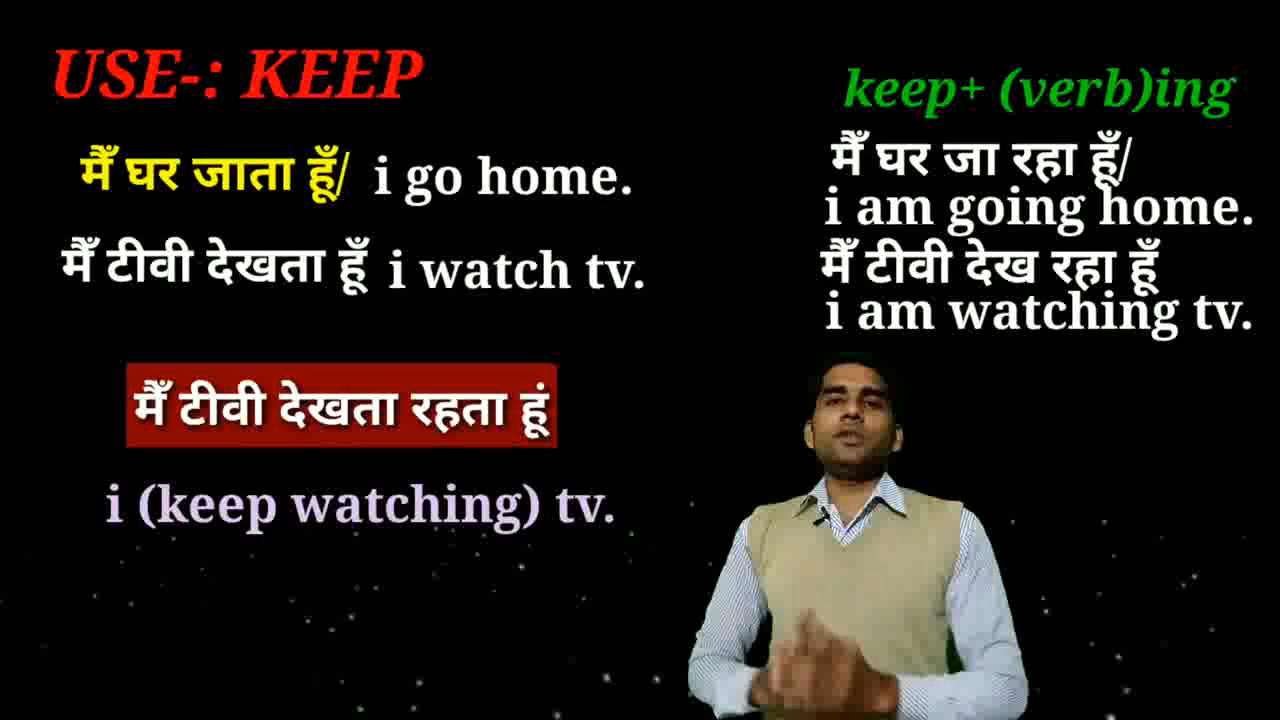 USE-: KEEP
keep+ (verb)ing
मैँ घर जाता हूँ/ i go home.
मैँ टीवी देखता हूँ i watch tv.
मैँ घर जा रहा हूँ/
i am going home.
मैँ टीवी देख रहा हूँ
i am watching tv.
मैँ टीवी देखता रहता हूं
i (keep watching) tv.